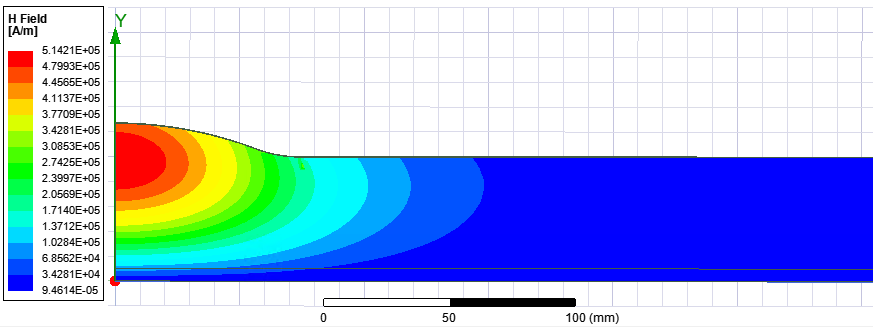 H Field
[A/m]
5.1421E+05
4.7993E+05
4.4565E+05
4.1137E+05
3.7709E+05
3.4281E+05
3.0853E+05
2.7425E+05
2.3997E+05
2.0569E+05
1.7140E+05
1.3712E+05
1.0284E+05
6.8562E+04
3.4281E+04
9.4614E-05
Y
0 50 100 (mm)